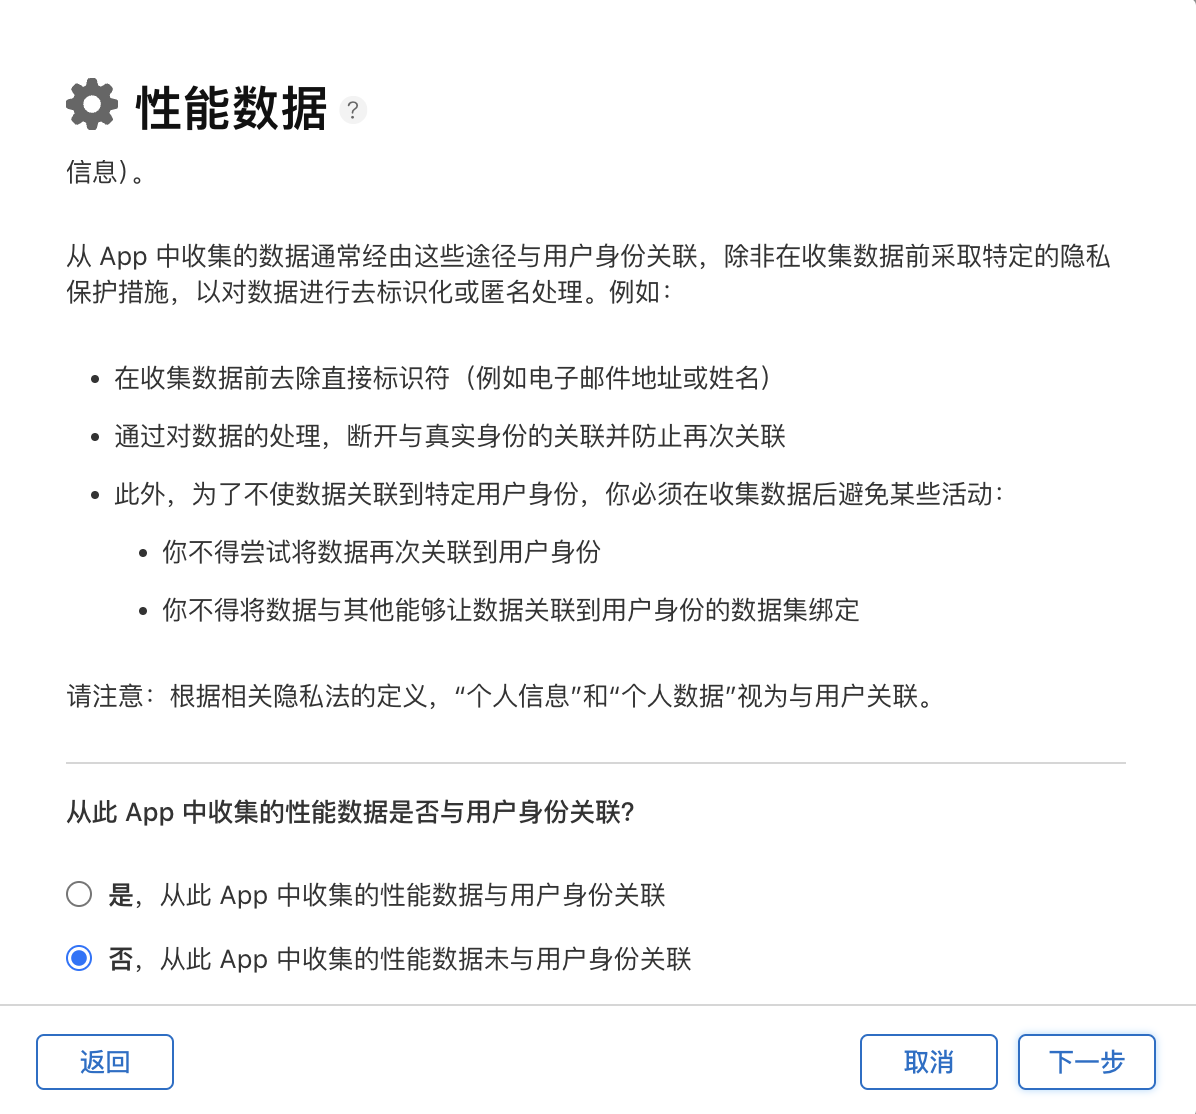 性能数据 ?
信息）。
从 App 中收集的数据通常经由这些途径与用户身份关联，除非在收集数据前采取特定的隐私
保护措施，以对数据进行去标识化或匿名处理。例如：
• 在收集数据前去除直接标识符（例如电子邮件地址或姓名）
• 通过对数据的处理，断开与真实身份的关联并防止再次关联
• 此外，为了不使数据关联到特定用户身份，你必须在收集数据后避免某些活动：
• 你不得尝试将数据再次关联到用户身份
• 你不得将数据与其他能够让数据关联到用户身份的数据集绑定
请注意：根据相关隐私法的定义，“个人信息”和“个人数据”视为与用户关联。
从此 App 中收集的性能数据是否与用户身份关联?
是，从此 App 中收集的性能数据与用户身份关联
否，从此 App 中收集的性能数据未与用户身份关联
返回
取消
下一步